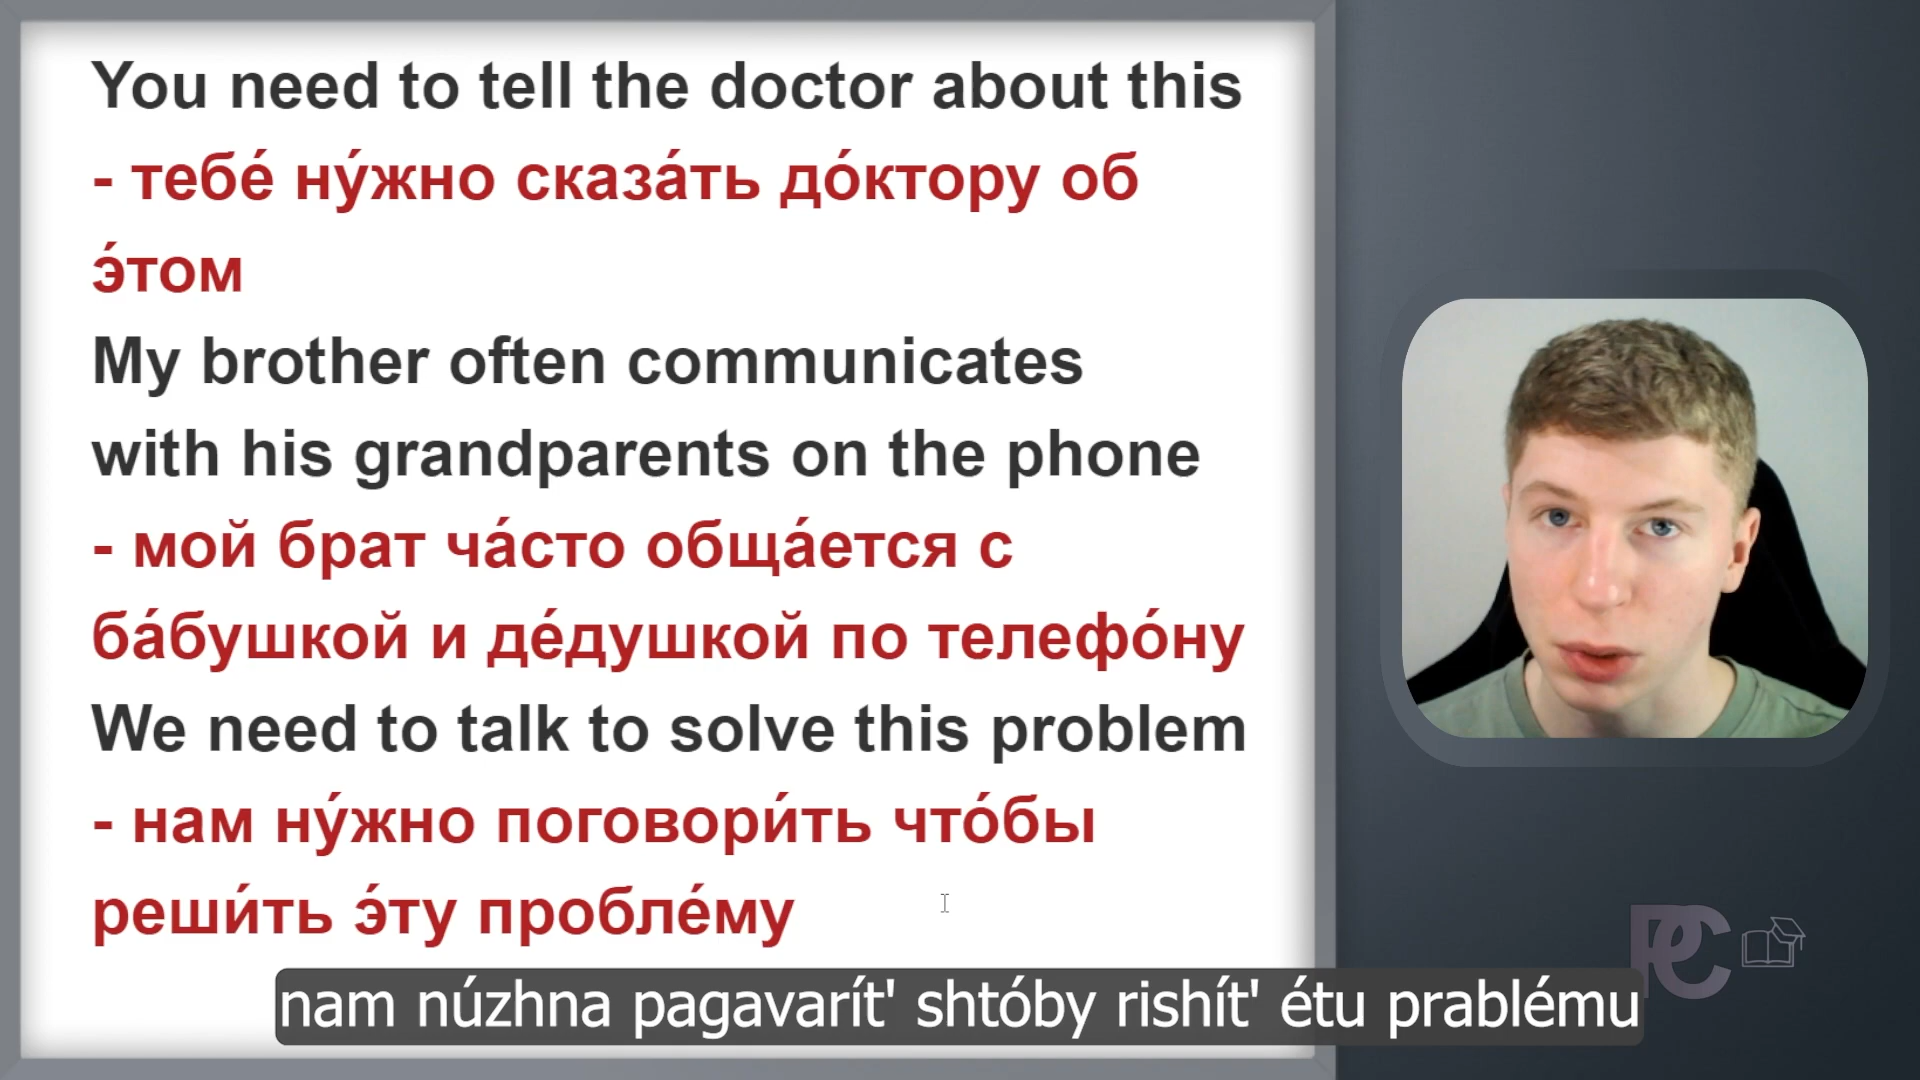 You need to tell the doctor about this
- тебе́ ну́жно сказа́ть до́ктору об
э́том
My brother often communicates
with his grandparents on the phone
- мой брат ча́сто обща́ется с
ба́бушкой и де́душкой по телефо́ну
We need to talk to solve this problem
- нам ну́жно поговори́ть что́бы
реши́ть э́ту пробле́му
PC
nam núzhna pagavarít' shtóby rishít' étu prablému